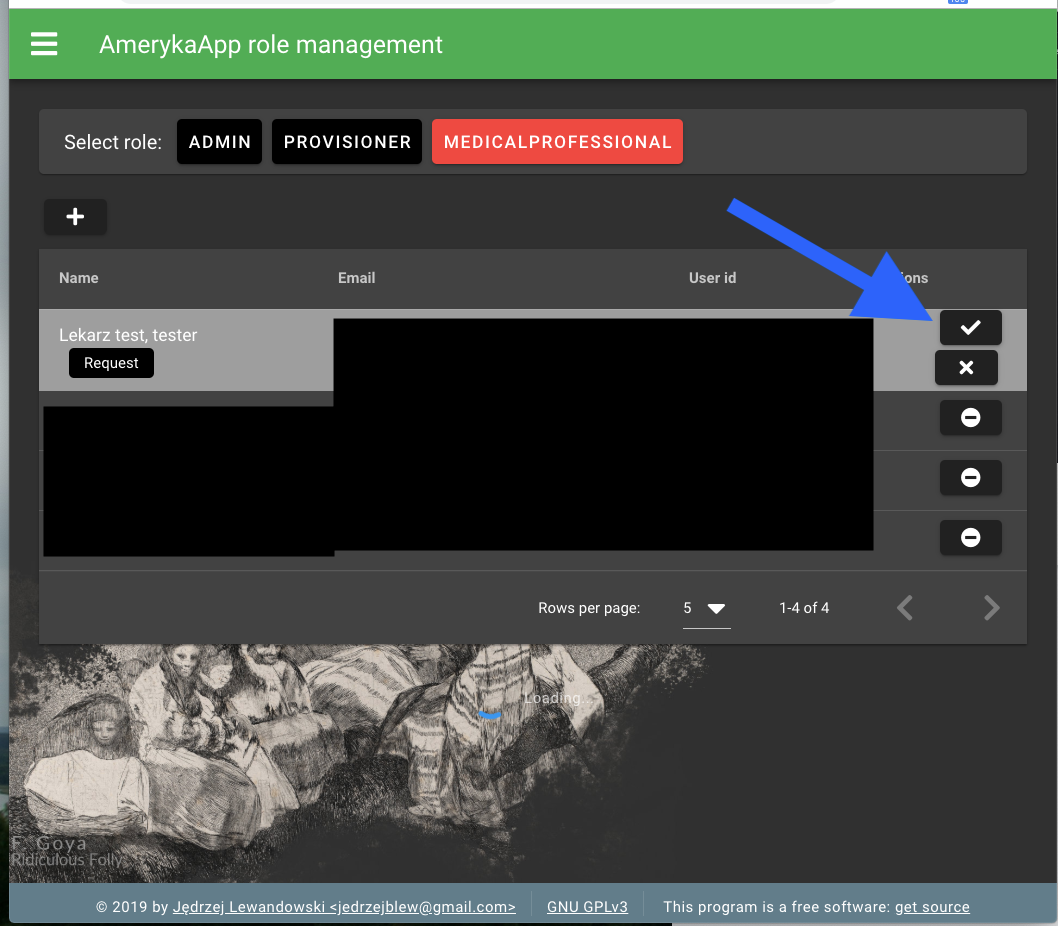 AmerykaApp role management
Select role: ADMIN PROVISIONER MEDICALPROFESSIONAL
Name Email User id ions
Lekarz test, tester
Request
Rows per page: 5 1-4 of 4
Loading...
F. Goya
Ridiculous Folly
© 2019 by Jędrzej Lewandowski <jedrzejblew@gmail.com> GNU GPLv3 This program is a free software: get source